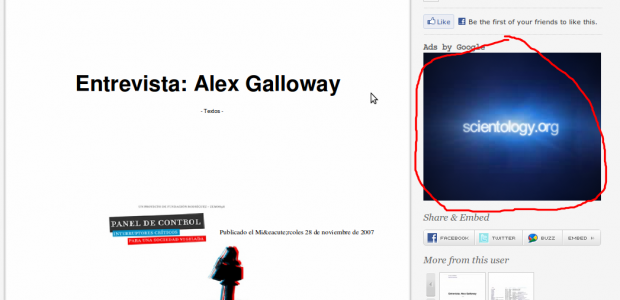 Like
Be the first of your friends to like this.
Ads by Google
scientology.org
Entrevista: Alex Galloway
- Textos -
PANEL DE CONTROL
INTERRUPTORES CRÍTICOS
PARA UNA SOCIEDAD VIGILADA
Publicado el Mi&eacute;rcoles 28 de noviembre de 2007
Share & Embed
FACEBOOK
TWITTER
BUZZ
EMBED
More from this user